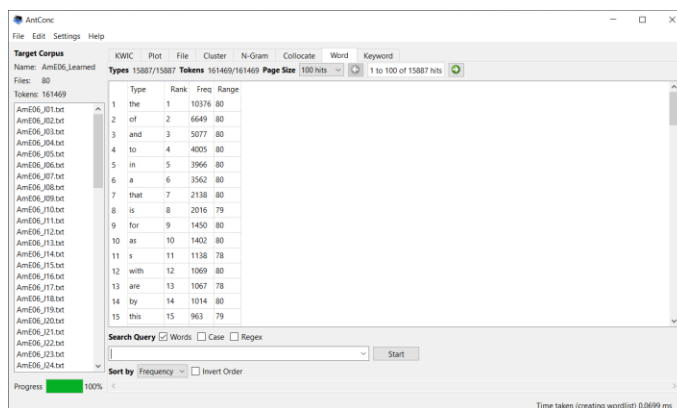 AntConc
File Edit Settings Help
Target Corpus
Name: AmE06_Learned
Files: 80
Tokens: 161469
AmE06_J01.txt
AmE06_J02.txt
AmE06_J03.txt
AmE06_J04.txt
AmE06_J05.txt
AmE06_J06.txt
AmE06_J07.txt
AmE06_J08.txt
AmE06_J09.txt
AmE06_J10.txt
AmE06_J11.txt
AmE06_J12.txt
AmE06_J13.txt
AmE06_J14.txt
AmE06_J15.txt
AmE06_J16.txt
AmE06_J17.txt
AmE06_J18.txt
AmE06_J19.txt
AmE06_J20.txt
AmE06_J21.txt
AmE06_J22.txt
AmE06_J23.txt
AmE06_J24.txt
Progress 100%
KWIC Plot File Cluster N-Gram Collocate Word Keyword
Types 15887/15887 Tokens 161469/161469 Page Size 100 hits 1 to 100 of 15887 hits
Type Rank Freq Range
1 the 1 10376 80
2 of 2 6649 80
3 and 3 5077 80
4 to 4 4005 80
5 in 5 3966 80
6 a 6 3562 80
7 that 7 2138 80
8 is 8 2016 79
9 for 9 1450 80
10 as 10 1402 80
11 s 11 1138 78
12 with 12 1069 80
13 are 13 1067 78
14 by 14 1014 80
15 this 15 963 79
Search Query Words Case Regex
Start
Sort by Frequency Invert Order
Time taken (creating wordlist) 0.0699 ms